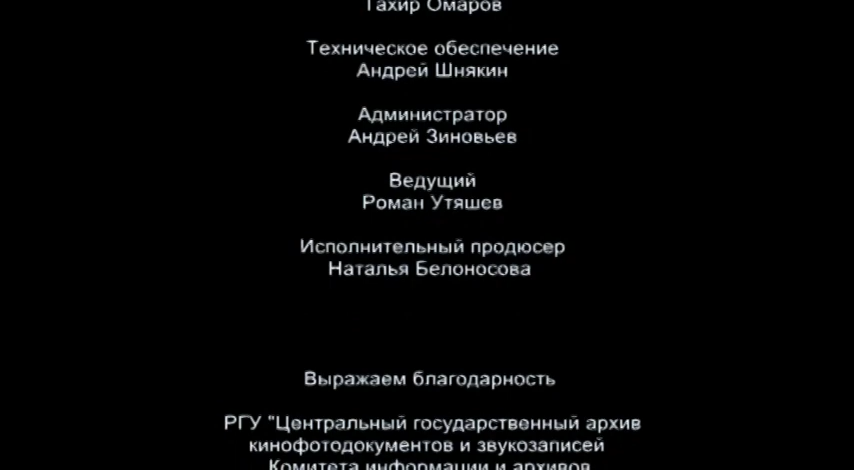 Тахир Омаров
Техническое обеспечение
Андрей Шнякин
Администратор
Андрей Зиновьев
Ведущий
Роман Утяшев
Исполнительный продюсер
Наталья Белоносова
Выражаем благодарность
РГУ "Центральный государственный архив
кинофотодокументов и звукозаписей
Комитета информации и архивов